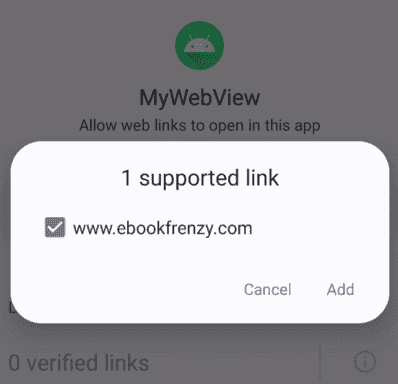 MyWebView
Allow web links to open in this app
1 supported link
www.ebookfrenzy.com
Cancel Add
0 verified links